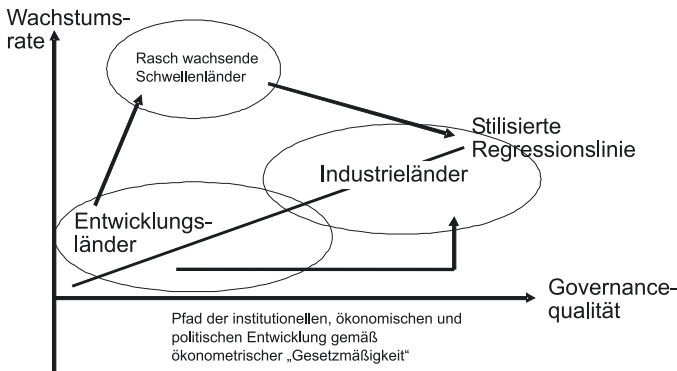 Wachstums-
rate
Rasch wachsende
Schwellenländer
Stilisierte
Regressionslinie
Industrieländer
Entwicklungs-
länder
Governance-
qualität
Pfad der institutionellen, ökonomischen und
politischen Entwicklung gemäß
ökonometrischer „Gesetzmäßigkeit“